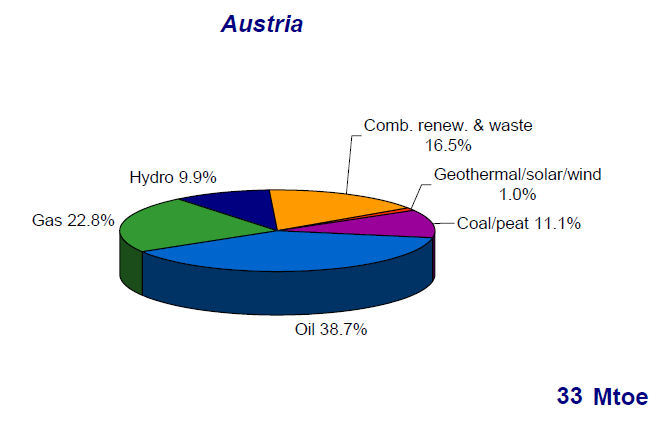 Austria
Comb. renew. & waste
16.5%
Geothermal/solar/wind
1.0%
Hydro 9.9%
Gas 22.8%
Coal/peat 11.1%
Oil 38.7%
33 Mtoe